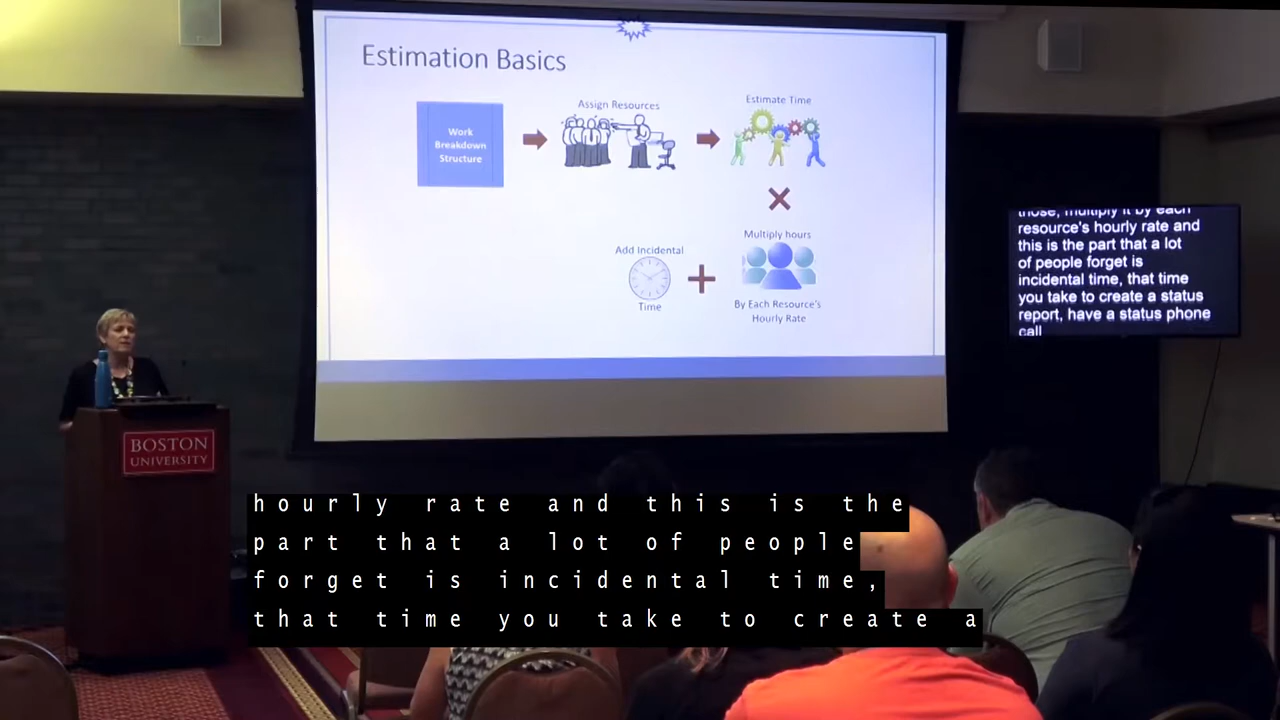 Estimation Basics
Work
Breakdown
Structure
Assign Resources
Estimate Time
Multiply hours
By Each Resource's
Hourly Rate
Add Incidental
Time
those, multiply it by each
resource's hourly rate and
this is the part that a lot
of people forget is
incidental time, that time
you take to create a status
report, have a status phone
call
BOSTON
UNIVERSITY
hourly rate and this is the
part that a lot of people
forget is incidental time,
that time you take to create a